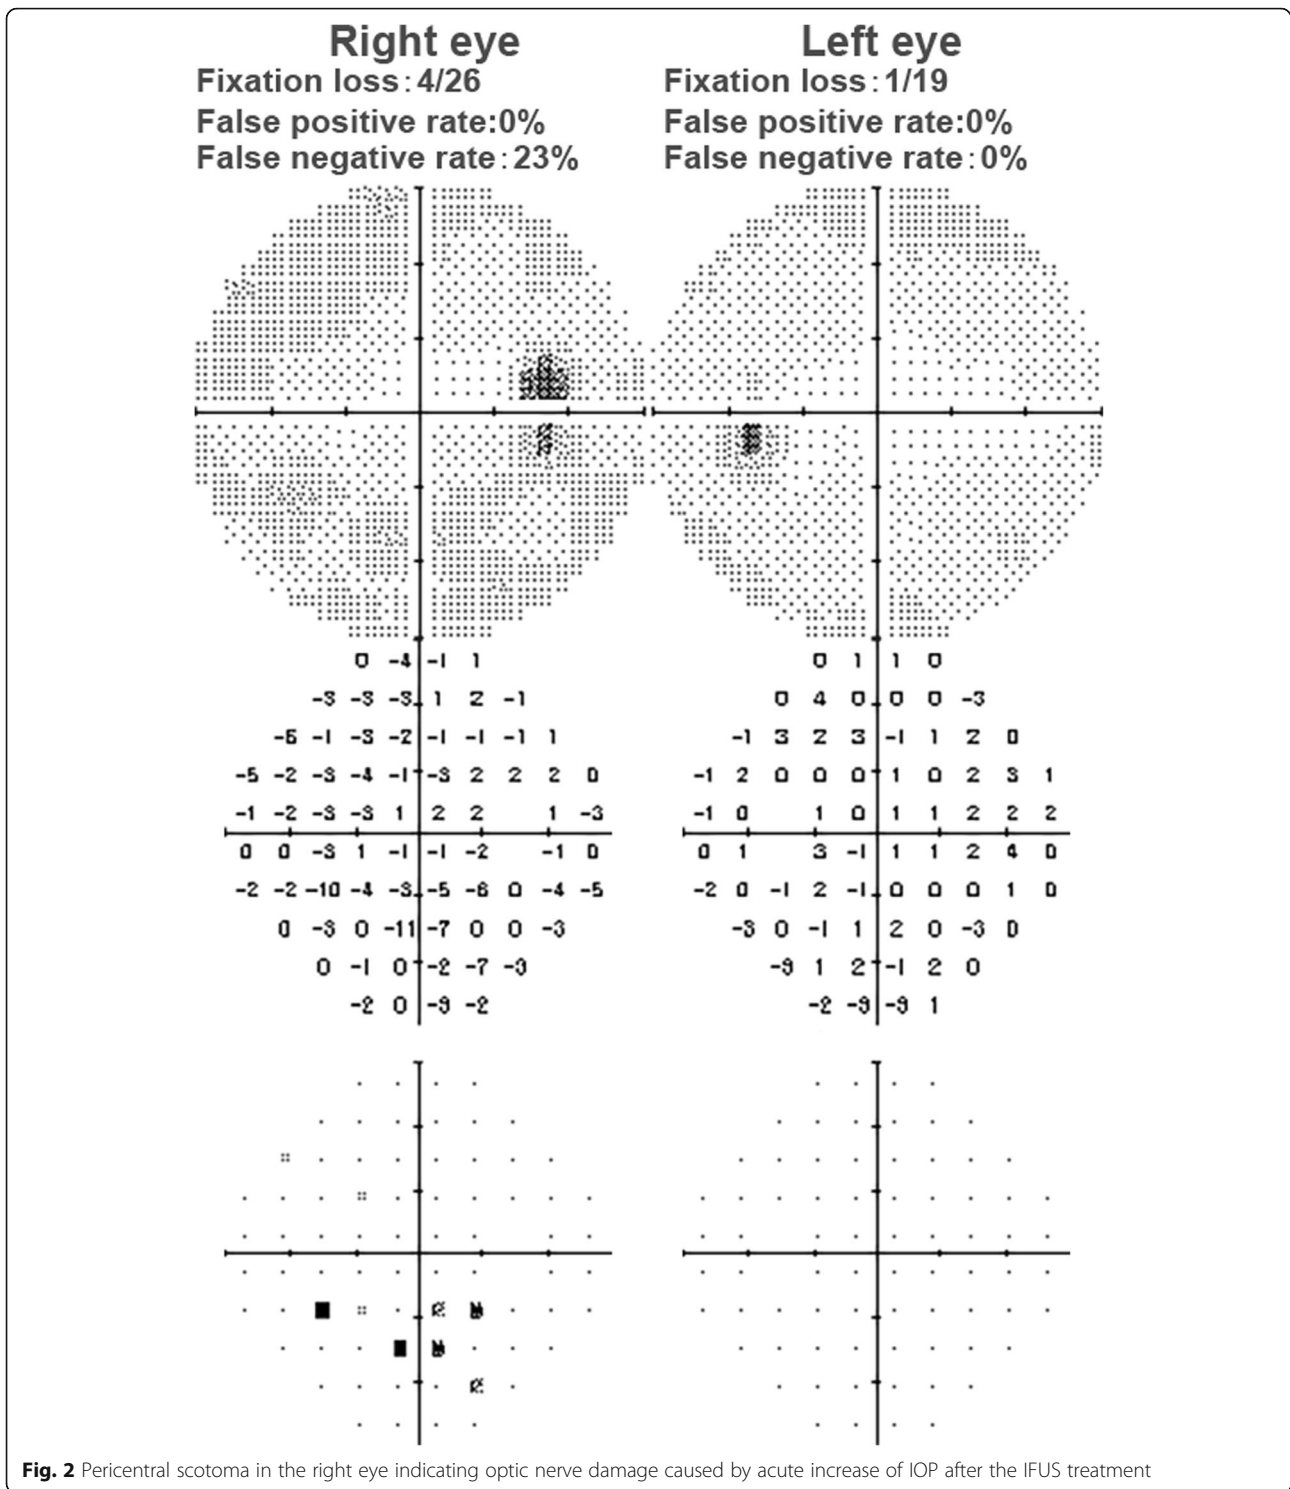 Right eye Left eye
Fixation loss:4/26 Fixation loss:1/19
False positive rate:0% False positive rate:0%
False negative rate:23% False negative rate:0%
0 -4 -1 1 0 1 1 0
-3 -3 -3 1 2 -1 0 4 0 0 0 -3
-6 -1 -3 -2 -1 -1 -1 1 -1 3 2 3 -1 1 2 0
-5 -2 -3 -4 -1 -3 2 2 2 0 -1 2 0 0 0 1 0 2 3 1
-1 -2 -3 -3 1 2 2 1 -3 -1 0 1 0 1 1 2 2 2
0 0 -3 1 -1 -1 -2 -1 0 0 1 3 -1 1 1 2 4 0
-2 -2 -10 -4 -3 -5 -6 0 -4 -5 -2 0 -1 2 -1 0 0 0 1 0
0 -3 0 -11 -7 0 0 -3 -3 0 -1 1 2 0 -3 0
0 -1 0 -2 -7 -3 1 2 -1 2 0
-2 0 -2 -2 1
Fig. 2 Pericentral scotoma in the right eye indicating optic nerve damage caused by acute increase of IOP after the IFUS treatment